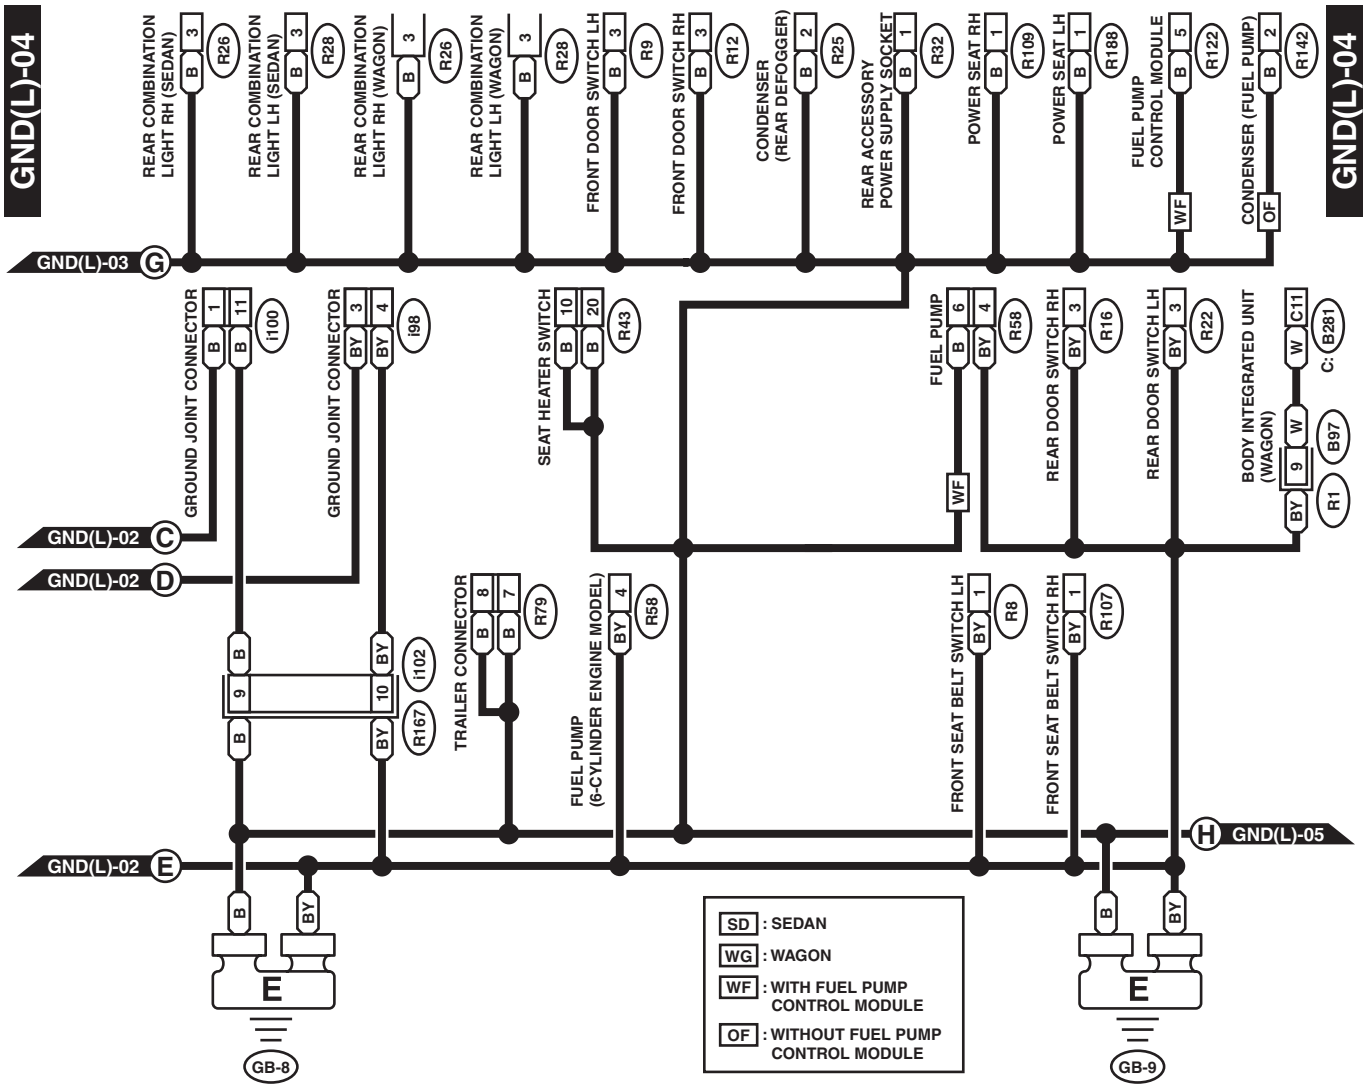 GND(L)-04
GND(L)-04
REAR COMBINATION
LIGHT RH (SEDAN)
3
B
R26
REAR COMBINATION
LIGHT LH (SEDAN)
3
B
R28
REAR COMBINATION
LIGHT RH (WAGON)
3
B
R26
REAR COMBINATION
LIGHT LH (WAGON)
3
B
R28
FRONT DOOR SWITCH LH
3
B
R9
FRONT DOOR SWITCH RH
3
B
R12
CONDENSER
(REAR DEFOGGER)
2
B
R25
REAR ACCESSORY
POWER SUPPLY SOCKET
1
B
R32
POWER SEAT RH
1
B
R109
POWER SEAT LH
1
B
R188
FUEL PUMP
CONTROL MODULE
5
B
R122
WF
CONDENSER (FUEL PUMP)
2
B
R142
OF
GND(L)-03 G
GROUND JOINT CONNECTOR
1 11
B B
i100
GROUND JOINT CONNECTOR
3 4
BY BY
i98
SEAT HEATER SWITCH
10 20
B B
R43
FUEL PUMP
6 4
B BY
R58
WF
REAR DOOR SWITCH RH
3
BY
R16
REAR DOOR SWITCH LH
3
BY
R22
BODY INTEGRATED UNIT
(WAGON)
C11
W
C: B281
W
B97
9
BY
R1
GND(L)-02 C
GND(L)-02 D
B BY
i102
9 10
B BY
R167
TRAILER CONNECTOR
8 7
B B
R79
FUEL PUMP
(6-CYLINDER ENGINE MODEL)
4
BY
R58
FRONT SEAT BELT SWITCH LH
1
BY
R8
FRONT SEAT BELT SWITCH RH
1
BY
R107
H GND(L)-05
GND(L)-02 E
B BY
E
GB-8
SD : SEDAN
WG : WAGON
WF : WITH FUEL PUMP
CONTROL MODULE
OF : WITHOUT FUEL PUMP
CONTROL MODULE
B BY
E
GB-9